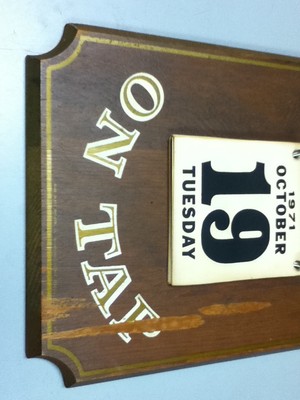 ON TAP
1971
OCTOBER
19
TUESDAY